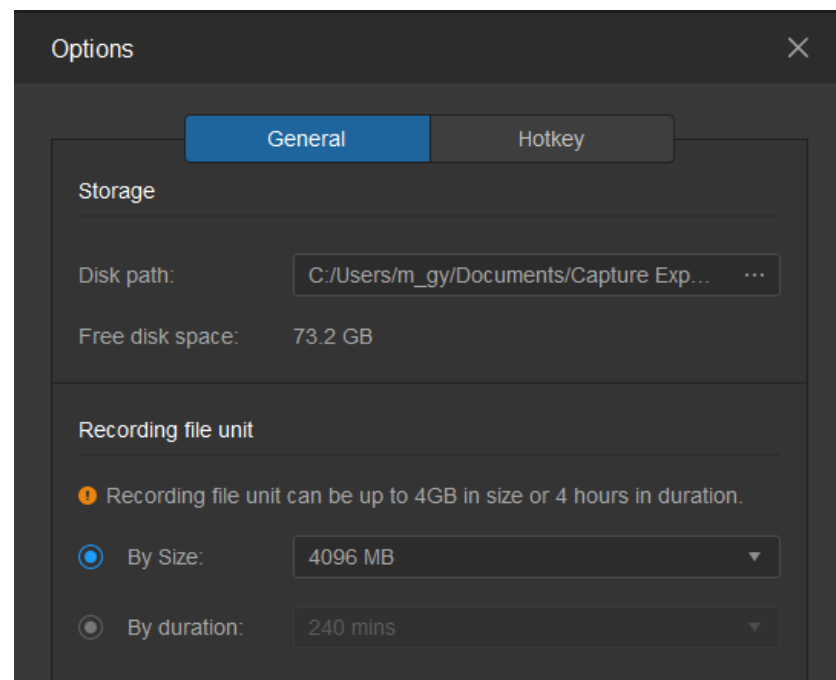 Options
General Hotkey
Storage
Disk path: C:/Users/m_gy/Documents/Capture Exp... ...
Free disk space: 73.2 GB
Recording file unit
Recording file unit can be up to 4GB in size or 4 hours in duration.
By Size: 4096 MB
By duration: 240 mins